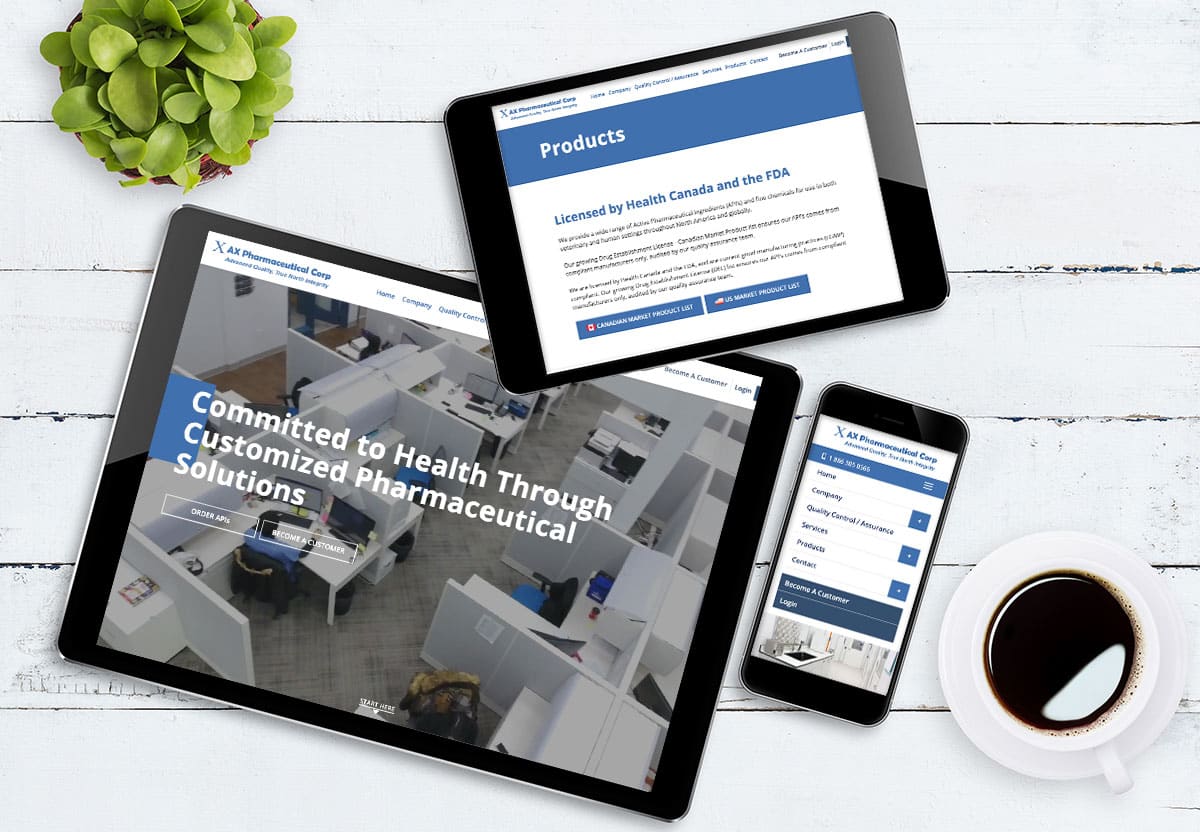 AX Pharmaceutical Corp
Advanced Quality, True North Integrity
Home Company Quality Control / Assurance Services Products Contact
Become A Customer Login
Products
Licensed by Health Canada and the FDA
We provide a wide range of Active Pharmaceutical Ingredients (APIs) and fine chemicals for use in both
veterinary and human settings throughout North America and globally.
Our growing Drug Establishment License - Canadian Market Product list ensures our API's comes from
compliant manufacturers only, audited by our quality assurance team.
We are licensed by Health Canada and the FDA, and are current good manufacturing practices (cGMP)
compliant. Our growing Drug Establishment License (DEL) list ensures our API's comes from compliant
manufacturers only, audited by our quality assurance team.
CANADIAN MARKET PRODUCT LIST
US MARKET PRODUCT LIST
AX Pharmaceutical Corp
Advanced Quality, True North Integrity
Home Company Quality Contro
Become A Customer Login
Committed to Health Through
Customized Pharmaceutical
Solutions
ORDER APIs
BECOME A CUSTOMER
START HERE
AX Pharmaceutical Corp
Advanced Quality, True North Integrity
Home
Company
Quality Control / Assurance
Services
Products
Contact
Become A Customer
Login